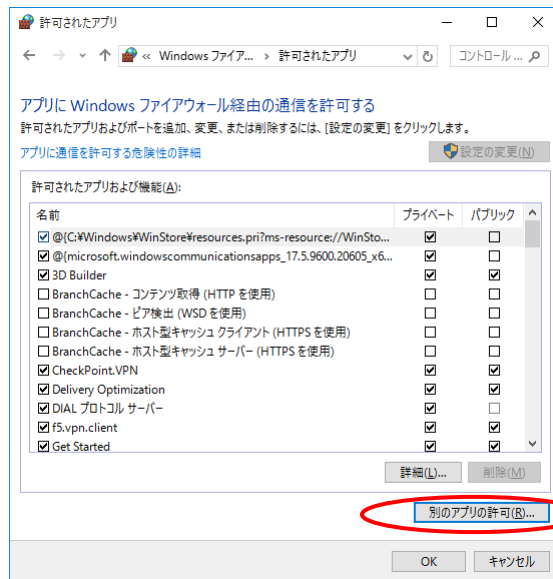 許可されたアプリ
« Windows ファイア... > 許可されたアプリ
コントロール ...
アプリに Windows ファイアウォール経由の通信を許可する
許可されたアプリおよびポートを追加、変更、または削除するには、[設定の変更] をクリックします。
アプリに通信を許可する危険性の詳細
設定の変更(N)
許可されたアプリおよび機能(A):
名前 プライベート パブリック
@{C:¥Windows¥WinStore¥resources.pri?ms-resource://WinSto...
@{microsoft.windowscommunicationsapps_17.5.9600.20605_x6...
3D Builder
BranchCache - コンテンツ取得 (HTTP を使用)
BranchCache - ピア検出 (WSD を使用)
BranchCache - ホスト型キャッシュ クライアント (HTTPS を使用)
BranchCache - ホスト型キャッシュ サーバー (HTTPS を使用)
CheckPoint.VPN
Delivery Optimization
DIAL プロトコル サーバー
f5.vpn.client
Get Started
詳細(L)... 削除(M)
別のアプリの許可(R)...
OK キャンセル